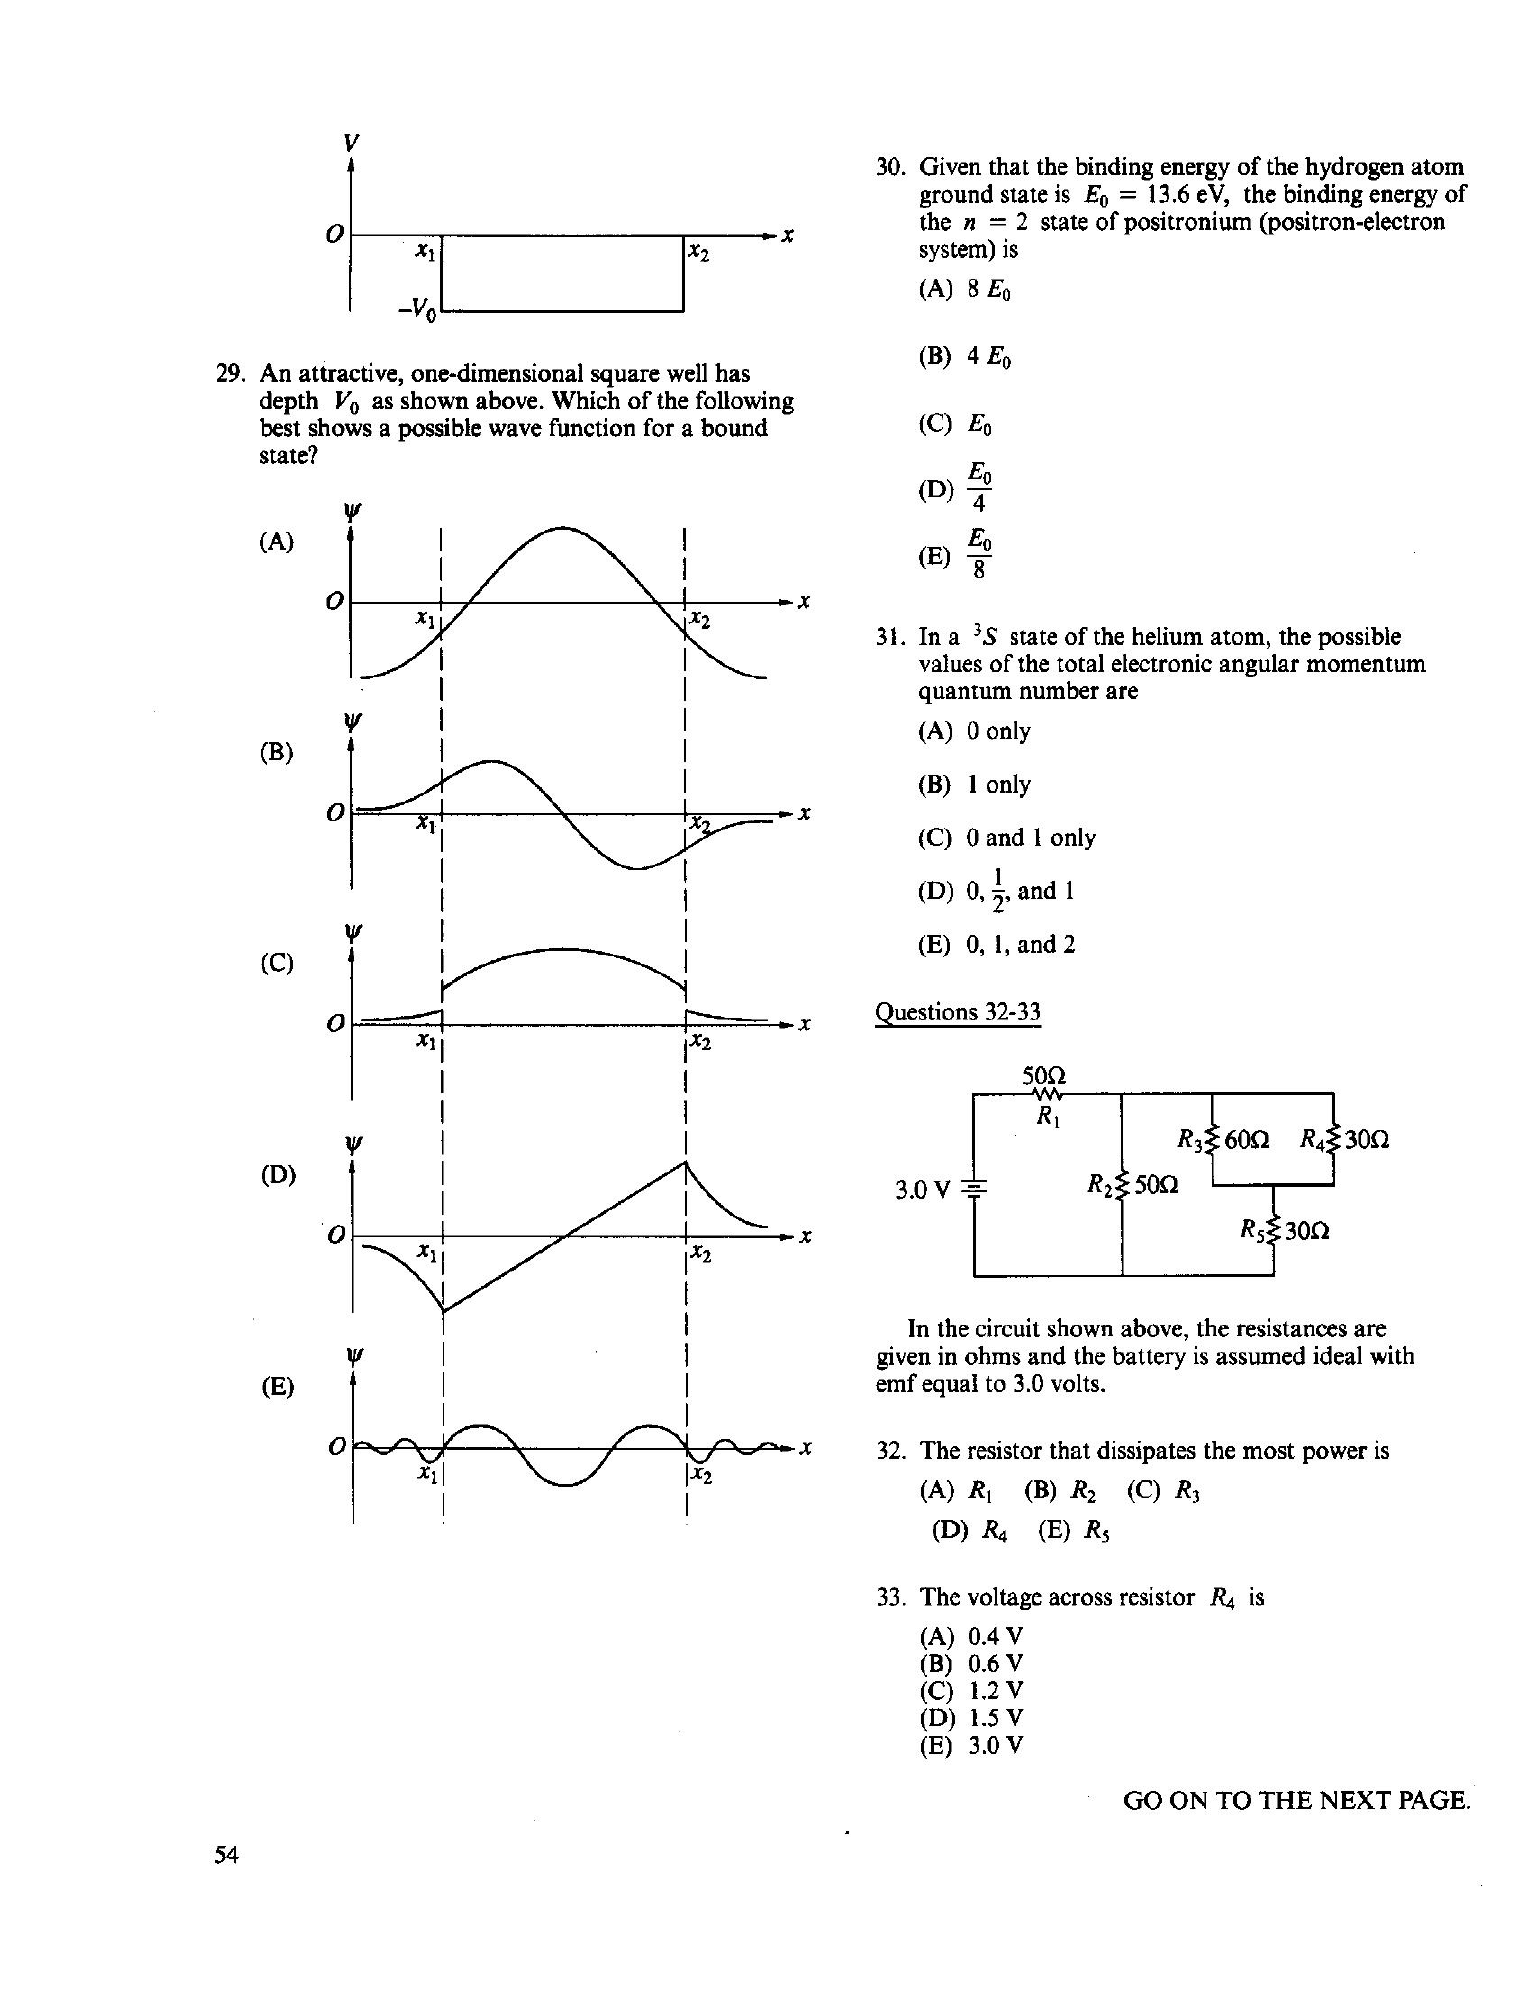 V
O
x₁
x₂
x
−V₀
29. An attractive, one-dimensional square well has
depth V₀ as shown above. Which of the following
best shows a possible wave function for a bound
state?
(A)
ψ
O
x₁
x₂
x
(B)
ψ
O
x₁
x₂
x
(C)
ψ
O
x₁
x₂
x
(D)
ψ
O
x₁
x₂
x
(E)
ψ
O
x₁
x₂
x
30. Given that the binding energy of the hydrogen atom
ground state is E₀ = 13.6 eV, the binding energy of
the n = 2 state of positronium (positron-electron
system) is
(A) 8 E₀
(B) 4 E₀
(C) E₀
(D) E₀/4
(E) E₀/8
31. In a ³S state of the helium atom, the possible
values of the total electronic angular momentum
quantum number are
(A) 0 only
(B) 1 only
(C) 0 and 1 only
(D) 0, 1/2, and 1
(E) 0, 1, and 2
Questions 32-33
50Ω
R₁
3.0 V
R₂ 50Ω
R₃ 60Ω
R₄ 30Ω
R₅ 30Ω
In the circuit shown above, the resistances are
given in ohms and the battery is assumed ideal with
emf equal to 3.0 volts.
32. The resistor that dissipates the most power is
(A) R₁ (B) R₂ (C) R₃
(D) R₄ (E) R₅
33. The voltage across resistor R₄ is
(A) 0.4 V
(B) 0.6 V
(C) 1.2 V
(D) 1.5 V
(E) 3.0 V
GO ON TO THE NEXT PAGE.
54